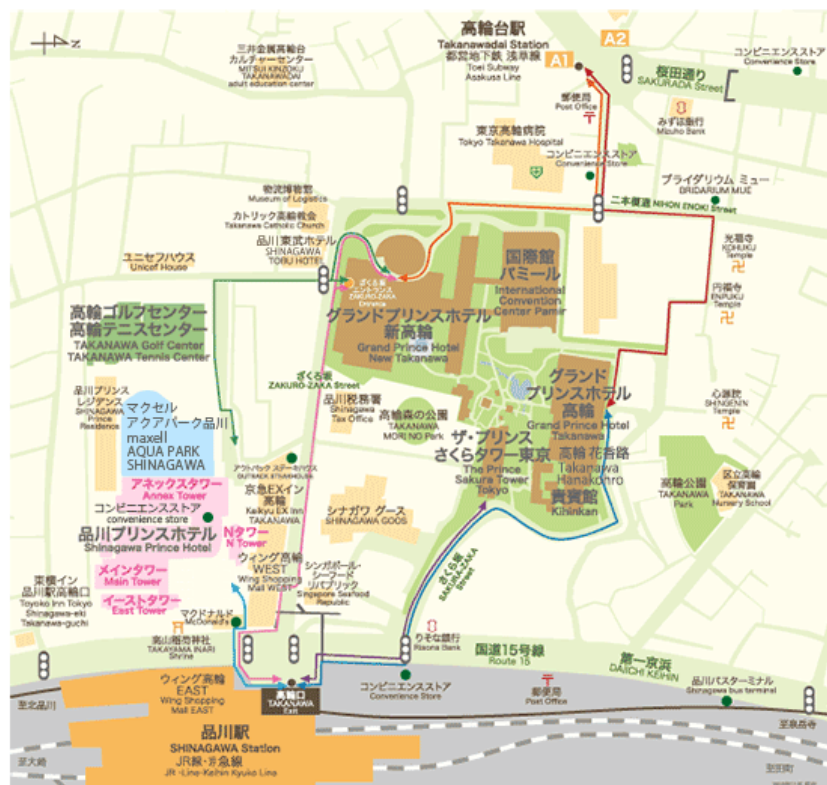 N
三井金属高輪台
カルチャーセンター
MITSUI KINZOKU
TAKANAWADAI
adult education center
高輪台駅
Takanawadai Station
都営地下鉄 浅草線
Toei Subway
Asakusa Line
A1
A2
コンビニエンスストア
Convenience Store
桜田通り
SAKURADA Street
郵便局
Post Office
みずほ銀行
Mizuho Bank
東京高輪病院
Tokyo Takanawa Hospital
コンビニエンスストア
Convenience Store
ブライダリウム ミュー
BRIDARIUM MUE
物流博物館
Museum of Logistics
二本榎通 NIHON ENOKI Street
カトリック高輪教会
Takanawa Catholic Church
品川東武ホテル
SHINAGAWA
TOBU HOTEL
光福寺
KOHUKU
Temple
国際館
パミール
International
Convention
Center Pamir
ユニセフハウス
Unicef House
ざくろ坂
エントランス
ZAKURO-ZAKA
Entrance
円福寺
ENPUKU
Temple
高輪ゴルフセンター
高輪テニスセンター
TAKANAWA Golf Center
TAKANAWA Tennis Center
グランドプリンスホテル
新高輪
Grand Prince Hotel
New Takanawa
ざくろ坂
ZAKURO-ZAKA Street
グランド
プリンスホテル
高輪
Grand Prince Hotel
Takanawa
品川プリンス
レジデンス
SHINAGAWA
Prince
Residence
マクセル
アクアパーク品川
maxell
AQUA PARK
SHINAGAWA
品川税務署
Shinagawa
Tax Office
高輪森の公園
TAKANAWA
MORI NO Park
SHINGENIN
Temple
ザ・プリンス
さくらタワー東京
The Prince
Sakura Tower
Tokyo
高輪 花香路
Takanawa
Hanakohro
貴賓館
Kihinkan
アウトバック ステーキハウス
OUTBACK STEAKHOUSE
高輪公園
TAKANAWA
Park
区立高輪
保育園
TAKANAWA
Nursery School
アネックスタワー
Annex Tower
コンビニエンスストア
convenience store
京急EXイン
高輪
Keikyu EX Inn
TAKANAWA
シナガワ グース
SHINAGAWA GOOS
品川プリンスホテル
Shinagawa Prince Hotel
Nタワー
N Tower
ウィング高輪
WEST
Wing Shopping
Mall WEST
メインタワー
Main Tower
シンガポール・
シーフード
リパブリック
Singapore Seafood
Republic
さくら坂
SAKURA-ZAKA
Street
東横イン
品川駅高輪口
Toyoko Inn Tokyo
Shinagawa-eki
Takanawa-guchi
イーストタワー
East Tower
マクドナルド
McDonald's
高山稲荷神社
TAKAYAMA INARI
Shrine
りそな銀行
Risona Bank
国道15号線
Route 15
第一京浜
DAIICHI KEIHIN
ウィング高輪
EAST
Wing Shopping
Mall EAST
高輪口
TAKANAWA
Exit
コンビニエンスストア
Convenience Store
郵便局
Post Office
品川バスターミナル
Shinagawa bus terminal
至北品川
至泉岳寺
品川駅
SHINAGAWA Station
JR線・京急線
JR -Line-Keihin Kyuko Line
至大崎
至田町